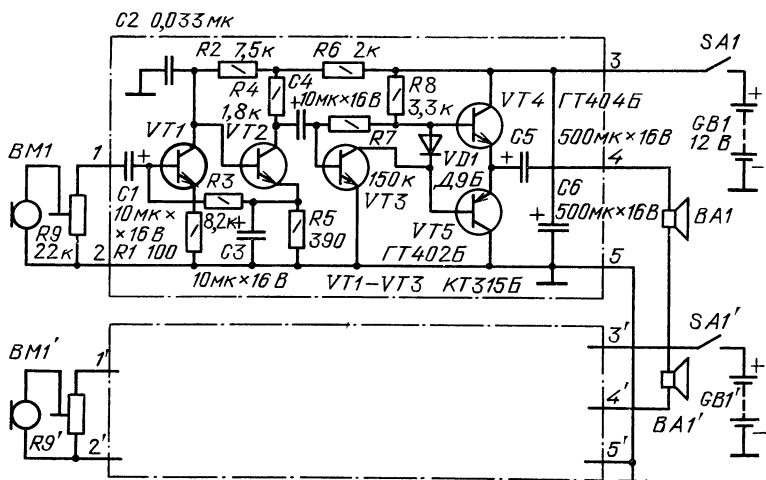 C2 0,033 мк
R2 7,5к
R6 2к
3
SA1
R4
1,8к
C4
10мк×16В
R8
3,3к
VT4
ГТ404Б
+
GB1
12 В
–
VT1
VT2
R7
150к
VD1
Д9Б
C5
+
500мк×16В
4
BM1
1
+
C1
10мк×
×16В
R3
8,2к
+
VT3
C6
500мк×16В
+
BA1
R9
22к
2
R1 100
C3
10мк×16В
R5
390
VT5
ГТ402Б
5
VT1–VT3 КТ315Б
BM1'
1'
3'
SA1'
+
GB1'
–
R9'
2'
4'
BA1'
5'